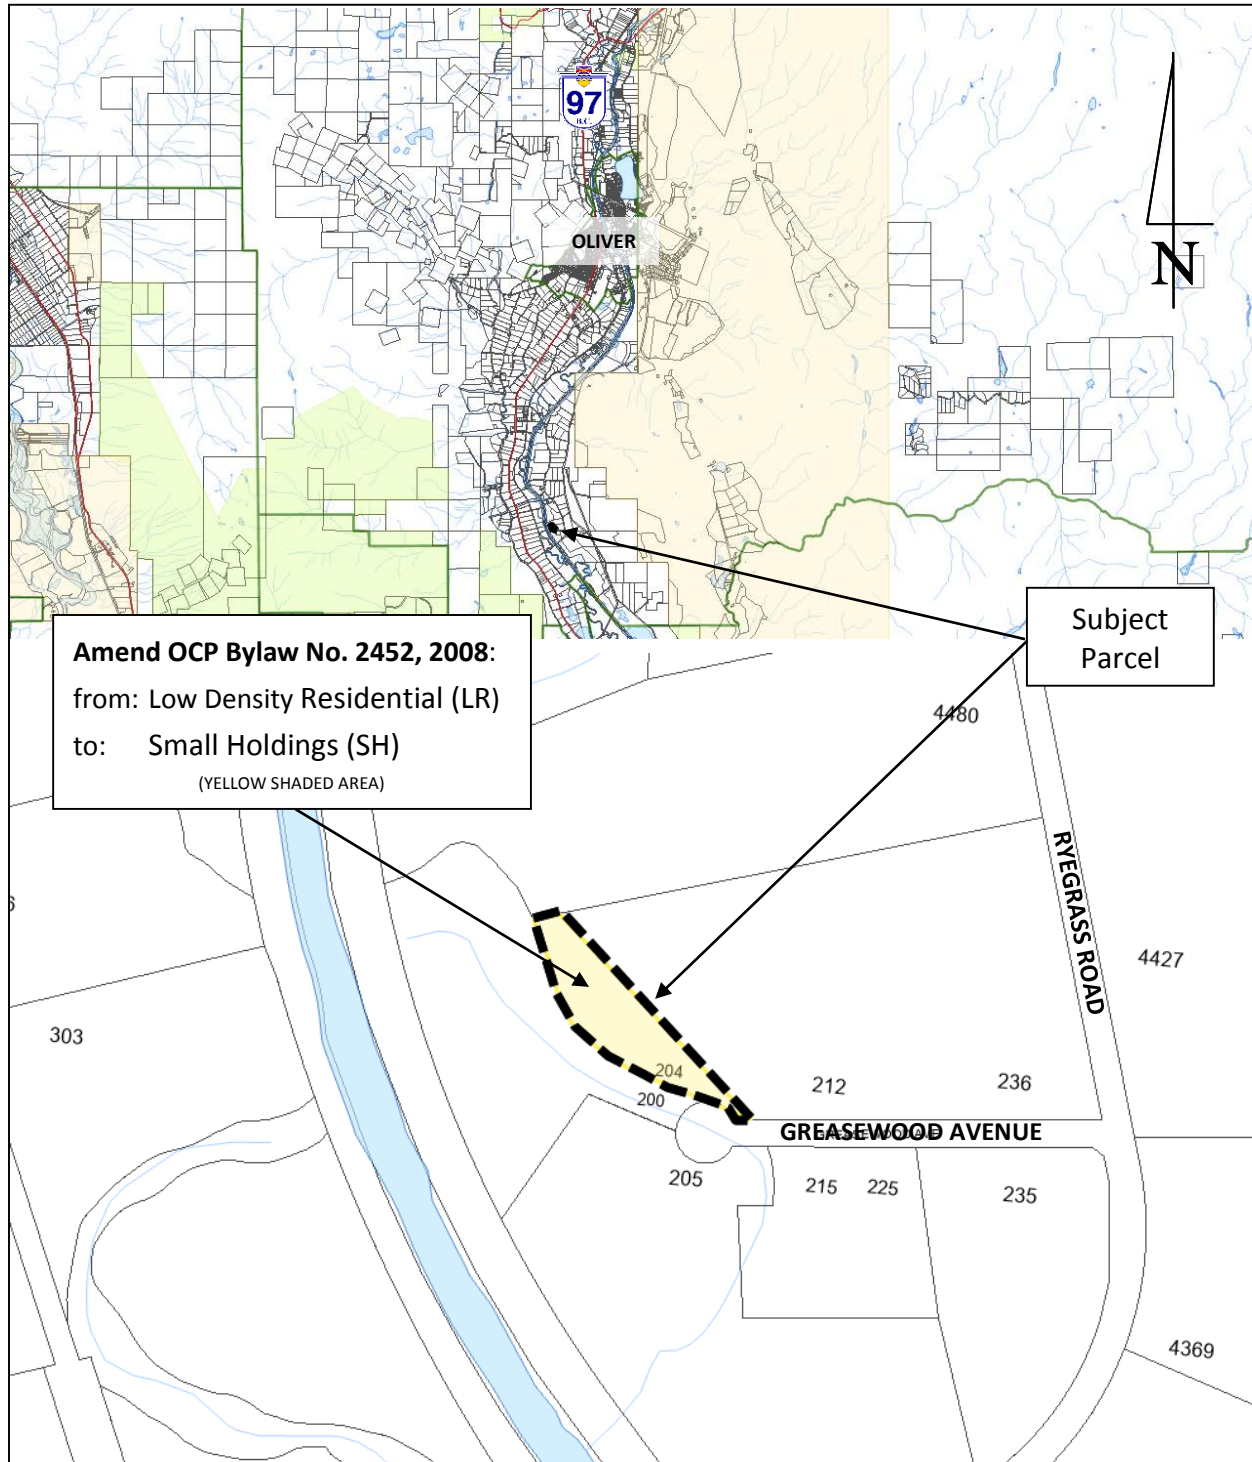 97
B.C.
OLIVER
N
Subject
Parcel
Amend OCP Bylaw No. 2452, 2008:
from: Low Density Residential (LR)
to: Small Holdings (SH)
(YELLOW SHADED AREA)
4480
RYEGRASS ROAD
4427
303
204
200
212
236
GREASEWOOD AVENUE
205
215
225
235
4369